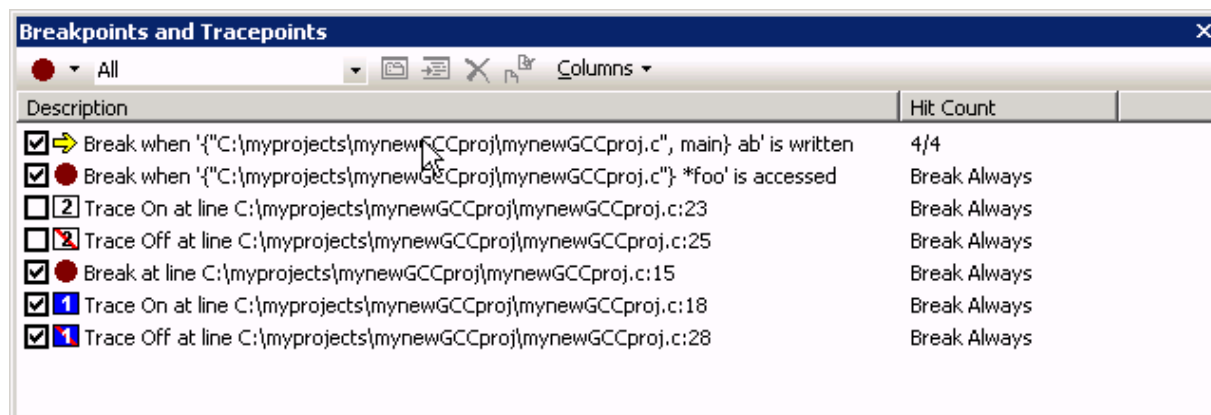 Breakpoints and Tracepoints
All Columns
Description Hit Count
Break when '{"C:\myprojects\mynewGCCproj\mynewGCCproj.c", main} ab' is written 4/4
Break when '{"C:\myprojects\mynewGCCproj\mynewGCCproj.c"} *foo' is accessed Break Always
2 Trace On at line C:\myprojects\mynewGCCproj\mynewGCCproj.c:23 Break Always
2 Trace Off at line C:\myprojects\mynewGCCproj\mynewGCCproj.c:25 Break Always
Break at line C:\myprojects\mynewGCCproj\mynewGCCproj.c:15 Break Always
1 Trace On at line C:\myprojects\mynewGCCproj\mynewGCCproj.c:18 Break Always
1 Trace Off at line C:\myprojects\mynewGCCproj\mynewGCCproj.c:28 Break Always